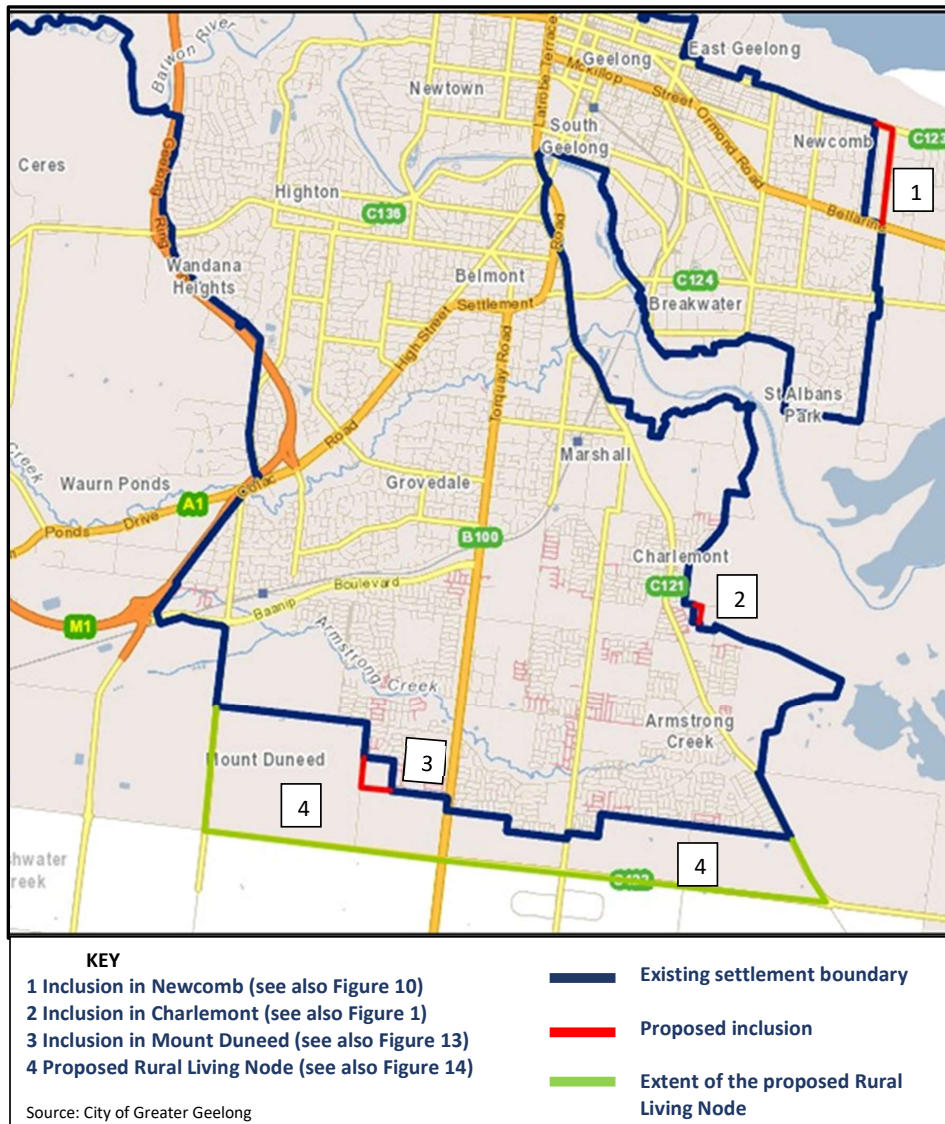 Batwon River
East Geelong
Geelong
Mckillop
Newtown
Latrobe Terrace
Street Ormond Road
South
Geelong
Newcomb
C123
Ceres
Geelong Ring
Highton
C136
1
Bellarine
Wandana
Heights
Belmont
Road
C124
Breakwater
Settlement
High Street
Torquay Road
St Albans
Park
Marshall
Creek
Waurn Ponds
Road
Colac
Grovedale
A1
Ponds Drive
B100
Charlemont
C121
2
Boulevard
Baanip
M1
Armstrong Creek
Armstrong
Creek
Mount Duneed
3
4
4
shwater
reek
KEY
1 Inclusion in Newcomb (see also Figure 10)
2 Inclusion in Charlemont (see also Figure 1)
3 Inclusion in Mount Duneed (see also Figure 13)
4 Proposed Rural Living Node (see also Figure 14)
Source: City of Greater Geelong
Existing settlement boundary
Proposed inclusion
Extent of the proposed Rural
Living Node